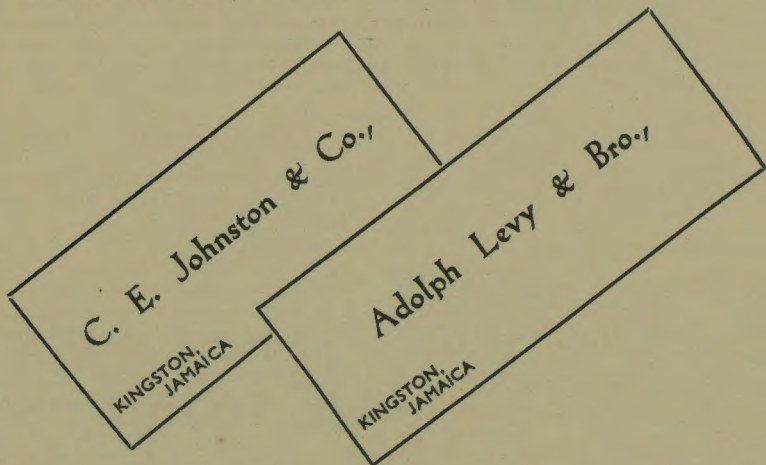 C. E. Johnston & Co.,
KINGSTON,
JAMAICA
Adolph Levy & Bro.,
KINGSTON,
JAMAICA